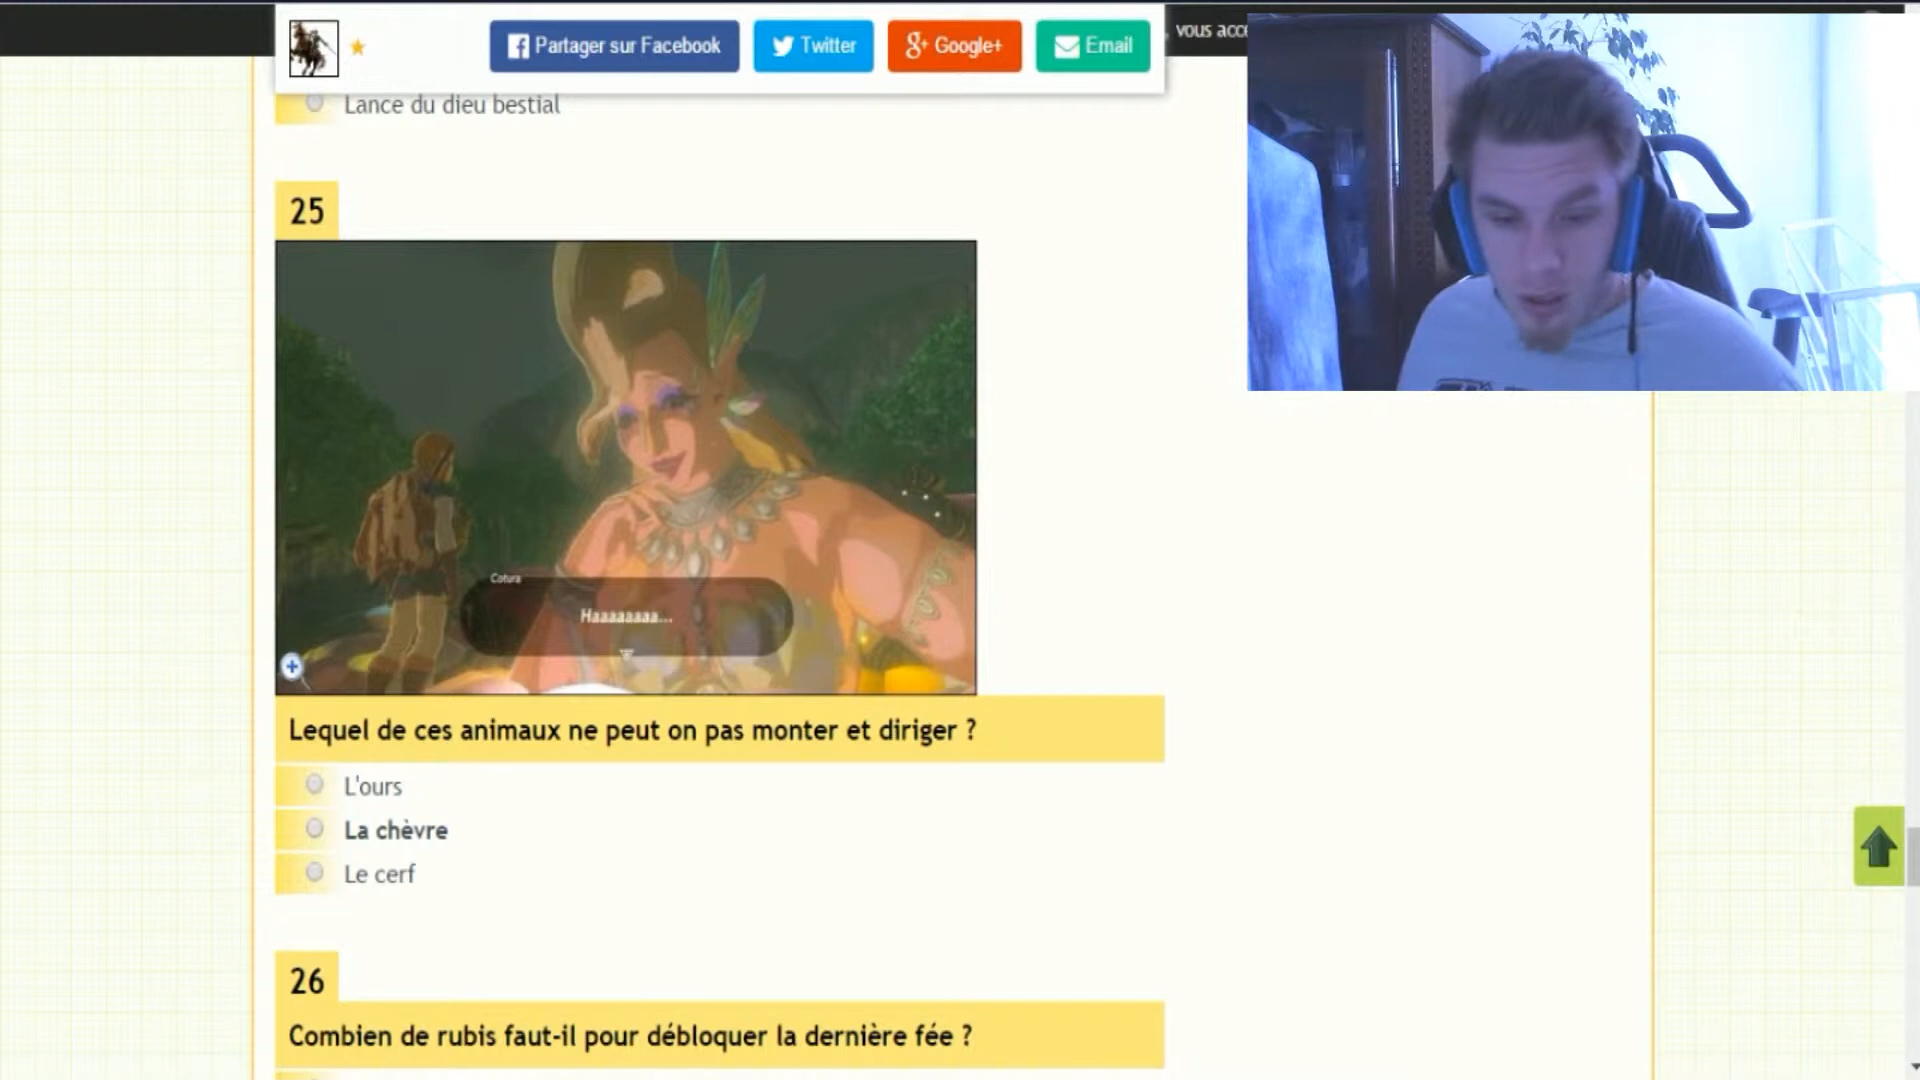 Partager sur Facebook
Twitter
g+ Google+
Email
, vous acce
Lance du dieu bestial
25
Cotura
Haaaaaaaa...
Lequel de ces animaux ne peut on pas monter et diriger ?
L'ours
La chèvre
Le cerf
26
Combien de rubis faut-il pour débloquer la dernière fée ?